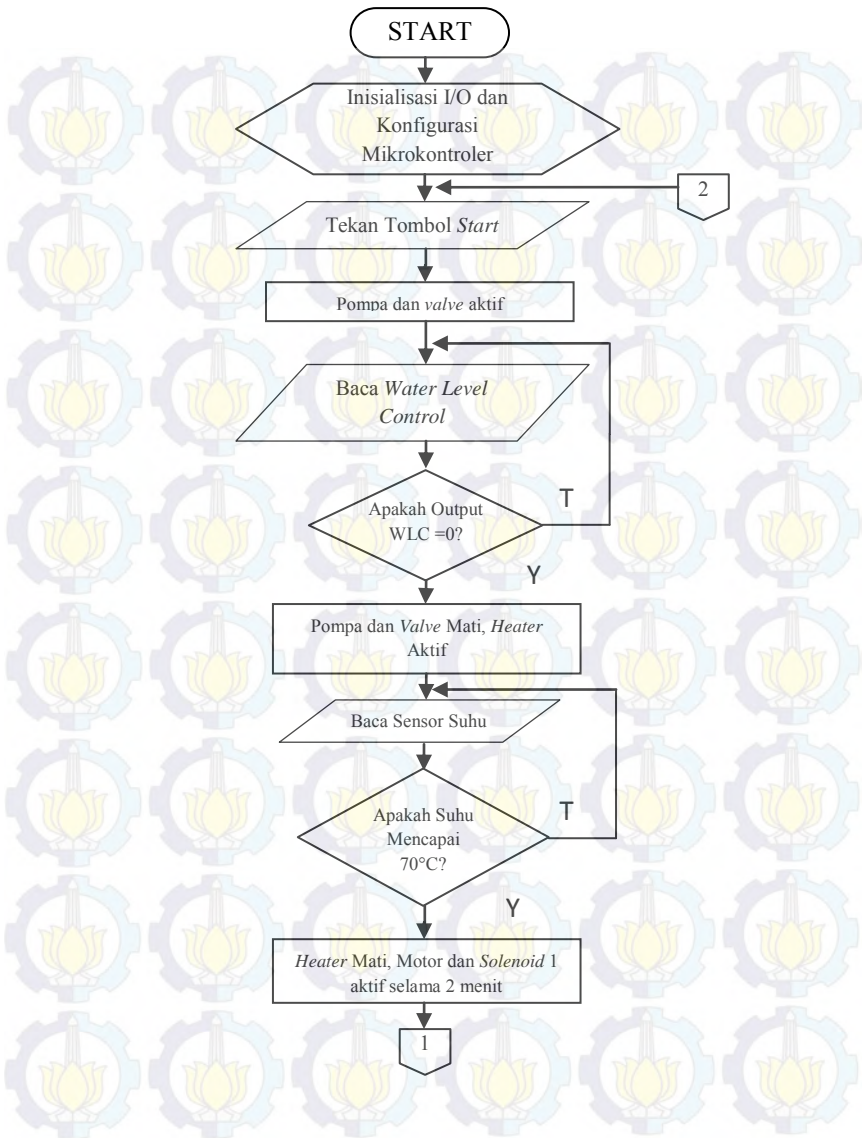 START
Inisialisasi I/O dan
Konfigurasi
Mikrokontroler
2
Tekan Tombol Start
Pompa dan valve aktif
Baca Water Level
Control
Apakah Output
WLC =0?
T
Y
Pompa dan Valve Mati, Heater
Aktif
Baca Sensor Suhu
Apakah Suhu
Mencapai
70°C?
T
Y
Heater Mati, Motor dan Solenoid 1
aktif selama 2 menit
1